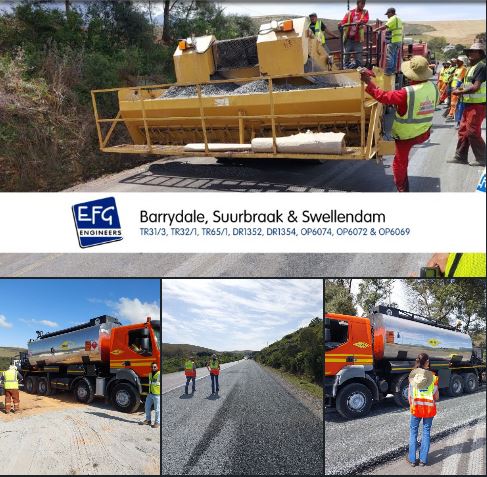 EFG
ENGINEERS
Barrydale, Suurbraak & Swellendam
TR31/3, TR32/1, TR65/1, DR1352, DR1354, OP6074, OP6072 & OP6069